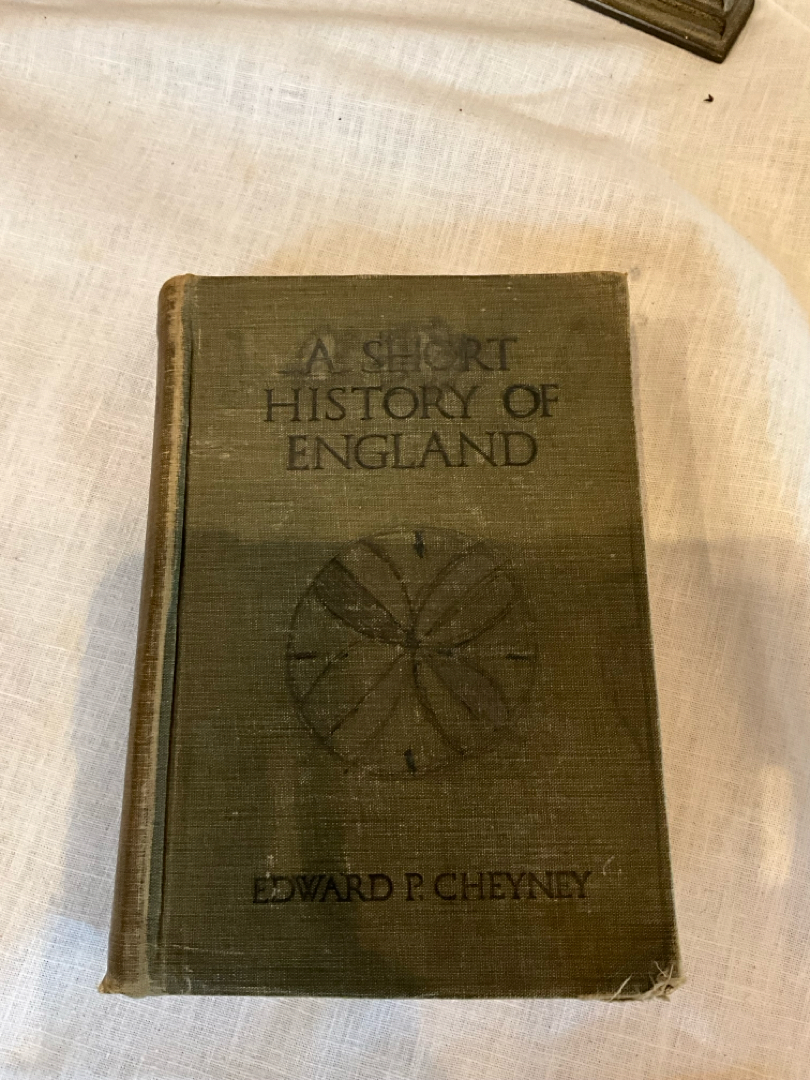 A SHORT
HISTORY OF
ENGLAND
EDWARD P. CHEYNEY